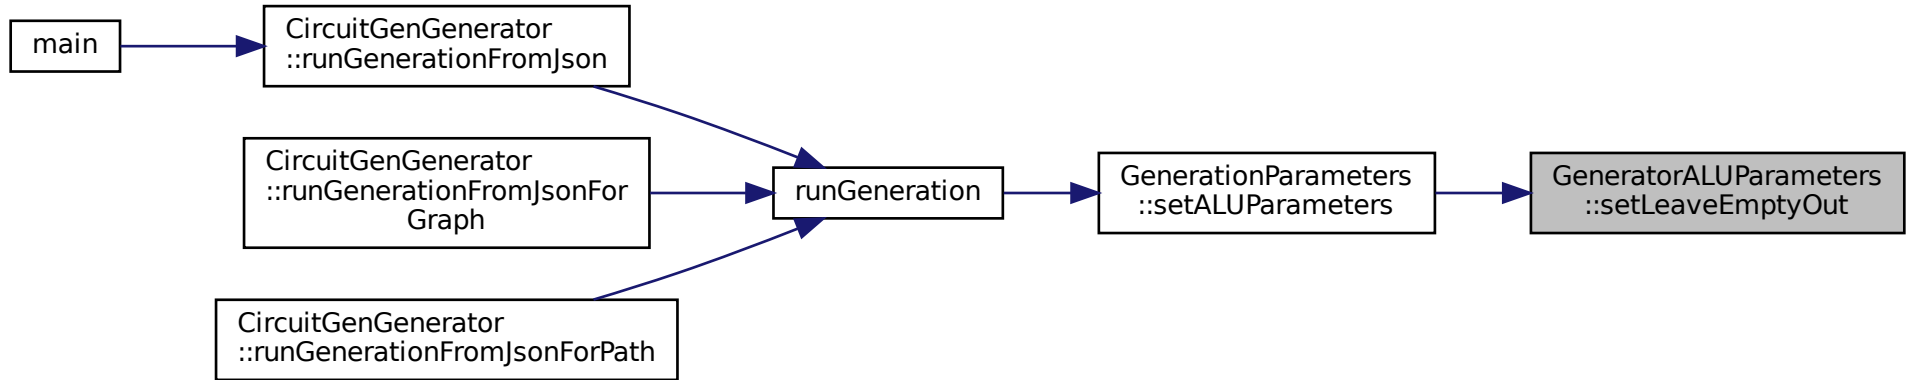 main
CircuitGenGenerator
::runGenerationFromJson
CircuitGenGenerator
::runGenerationFromJsonFor
Graph
CircuitGenGenerator
::runGenerationFromJsonForPath
runGeneration
GenerationParameters
::setALUParameters
GeneratorALUParameters
::setLeaveEmptyOut